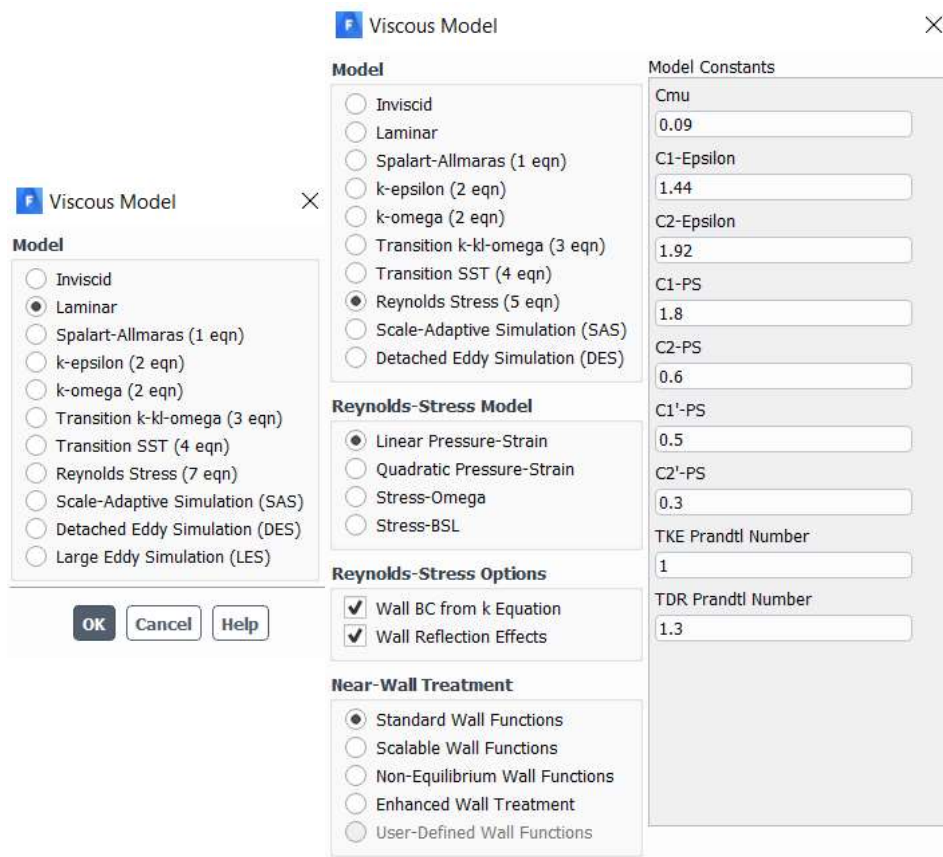 Viscous Model
Model
Inviscid
Laminar
Spalart-Allmaras (1 eqn)
k-epsilon (2 eqn)
k-omega (2 eqn)
Transition k-kl-omega (3 eqn)
Transition SST (4 eqn)
Reynolds Stress (7 eqn)
Scale-Adaptive Simulation (SAS)
Detached Eddy Simulation (DES)
Large Eddy Simulation (LES)
OK Cancel Help
Viscous Model
Model
Inviscid
Laminar
Spalart-Allmaras (1 eqn)
k-epsilon (2 eqn)
k-omega (2 eqn)
Transition k-kl-omega (3 eqn)
Transition SST (4 eqn)
Reynolds Stress (5 eqn)
Scale-Adaptive Simulation (SAS)
Detached Eddy Simulation (DES)
Reynolds-Stress Model
Linear Pressure-Strain
Quadratic Pressure-Strain
Stress-Omega
Stress-BSL
Reynolds-Stress Options
Wall BC from k Equation
Wall Reflection Effects
Near-Wall Treatment
Standard Wall Functions
Scalable Wall Functions
Non-Equilibrium Wall Functions
Enhanced Wall Treatment
User-Defined Wall Functions
Model Constants
Cmu
0.09
C1-Epsilon
1.44
C2-Epsilon
1.92
C1-PS
1.8
C2-PS
0.6
C1'-PS
0.5
C2'-PS
0.3
TKE Prandtl Number
1
TDR Prandtl Number
1.3